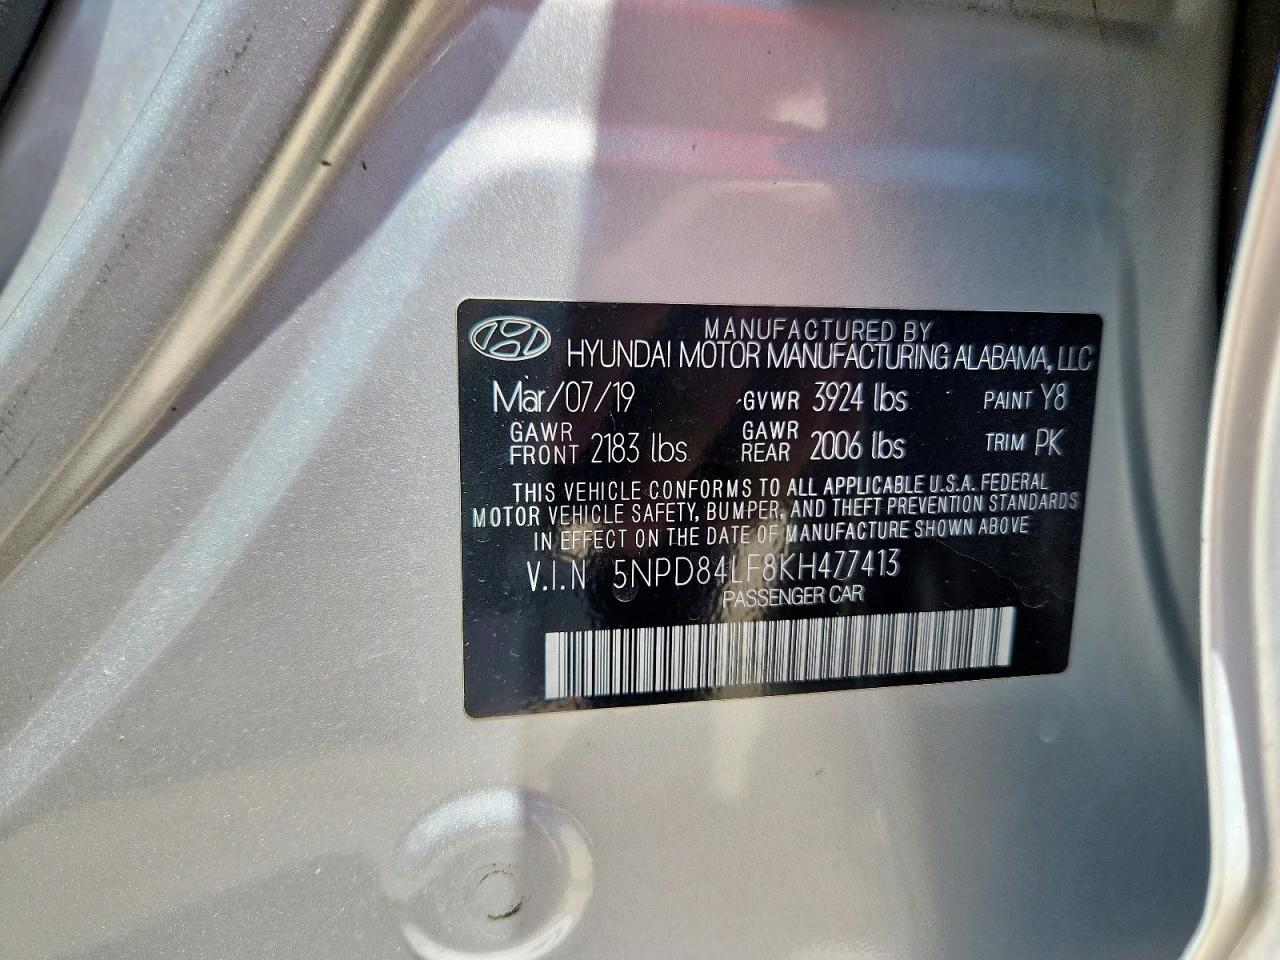 MANUFACTURED BY
HYUNDAI MOTOR MANUFACTURING ALABAMA, LLC
Mar/07/19 GVWR 3924 lbs PAINT Y8
GAWR FRONT 2183 lbs. GAWR REAR 2006 lbs TRIM PK
THIS VEHICLE CONFORMS TO ALL APPLICABLE U.S.A. FEDERAL
MOTOR VEHICLE SAFETY, BUMPER, AND THEFT PREVENTION STANDARDS
IN EFFECT ON THE DATE OF MANUFACTURE SHOWN ABOVE
V.I.N 5NPD84LF8KH477413
PASSENGER CAR